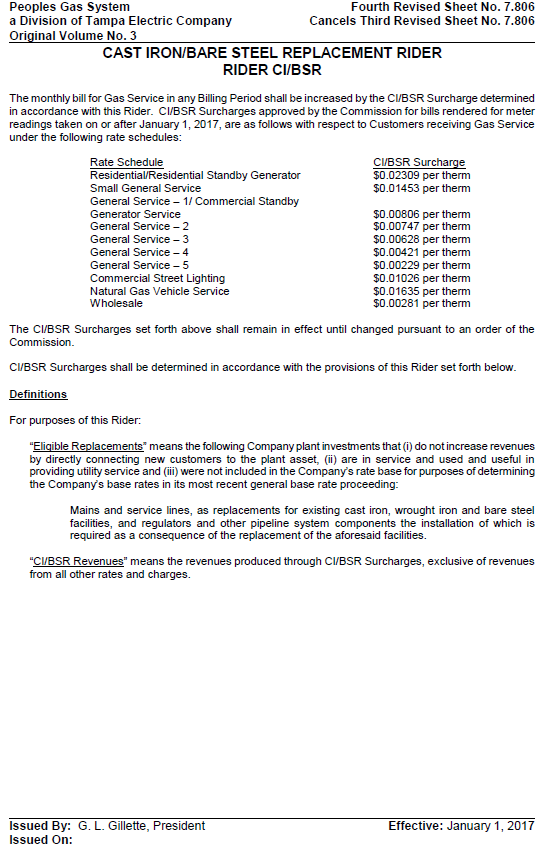 Peoples Gas System
a Division of Tampa Electric Company
Original Volume No. 3
Fourth Revised Sheet No. 7.806
Cancels Third Revised Sheet No. 7.806
CAST IRON/BARE STEEL REPLACEMENT RIDER
RIDER CI/BSR
The monthly bill for Gas Service in any Billing Period shall be increased by the CI/BSR Surcharge determined
in accordance with this Rider. CI/BSR Surcharges approved by the Commission for bills rendered for meter
readings taken on or after January 1, 2017, are as follows with respect to Customers receiving Gas Service
under the following rate schedules:
Rate Schedule CI/BSR Surcharge
Residential/Residential Standby Generator $0.02309 per therm
Small General Service $0.01453 per therm
General Service – 1/ Commercial Standby
Generator Service $0.00806 per therm
General Service – 2 $0.00747 per therm
General Service – 3 $0.00628 per therm
General Service – 4 $0.00421 per therm
General Service – 5 $0.00229 per therm
Commercial Street Lighting $0.01026 per therm
Natural Gas Vehicle Service $0.01635 per therm
Wholesale $0.00281 per therm
The CI/BSR Surcharges set forth above shall remain in effect until changed pursuant to an order of the
Commission.
CI/BSR Surcharges shall be determined in accordance with the provisions of this Rider set forth below.
Definitions
For purposes of this Rider:
“Eligible Replacements” means the following Company plant investments that (i) do not increase revenues
by directly connecting new customers to the plant asset, (ii) are in service and used and useful in
providing utility service and (iii) were not included in the Company’s rate base for purposes of determining
the Company’s base rates in its most recent general base rate proceeding:
Mains and service lines, as replacements for existing cast iron, wrought iron and bare steel
facilities, and regulators and other pipeline system components the installation of which is
required as a consequence of the replacement of the aforesaid facilities.
“CI/BSR Revenues” means the revenues produced through CI/BSR Surcharges, exclusive of revenues
from all other rates and charges.
Issued By: G. L. Gillette, President
Issued On:
Effective: January 1, 2017